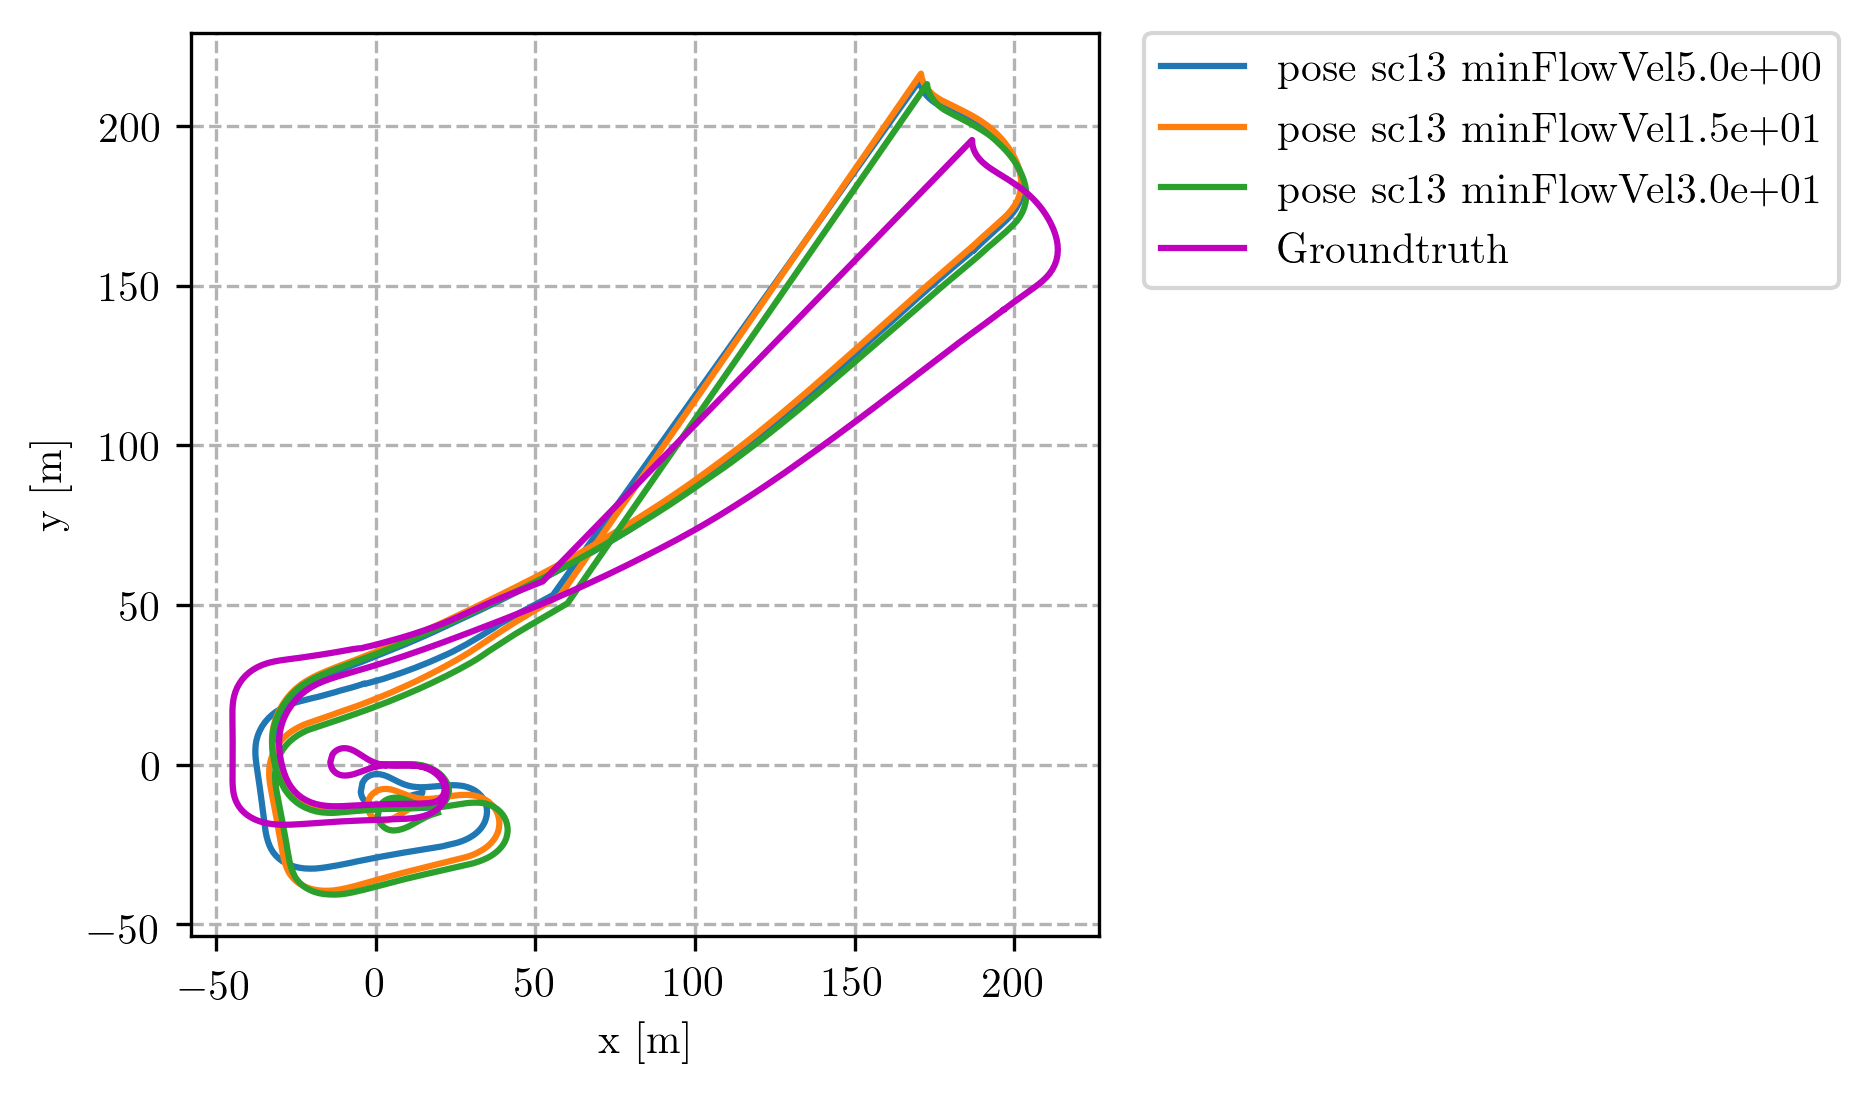 pose sc13 minFlowVel5.0e+00
pose sc13 minFlowVel1.5e+01
pose sc13 minFlowVel3.0e+01
Groundtruth
200
150
100
50
0
−50
y [m]
−50 0 50 100 150 200
x [m]